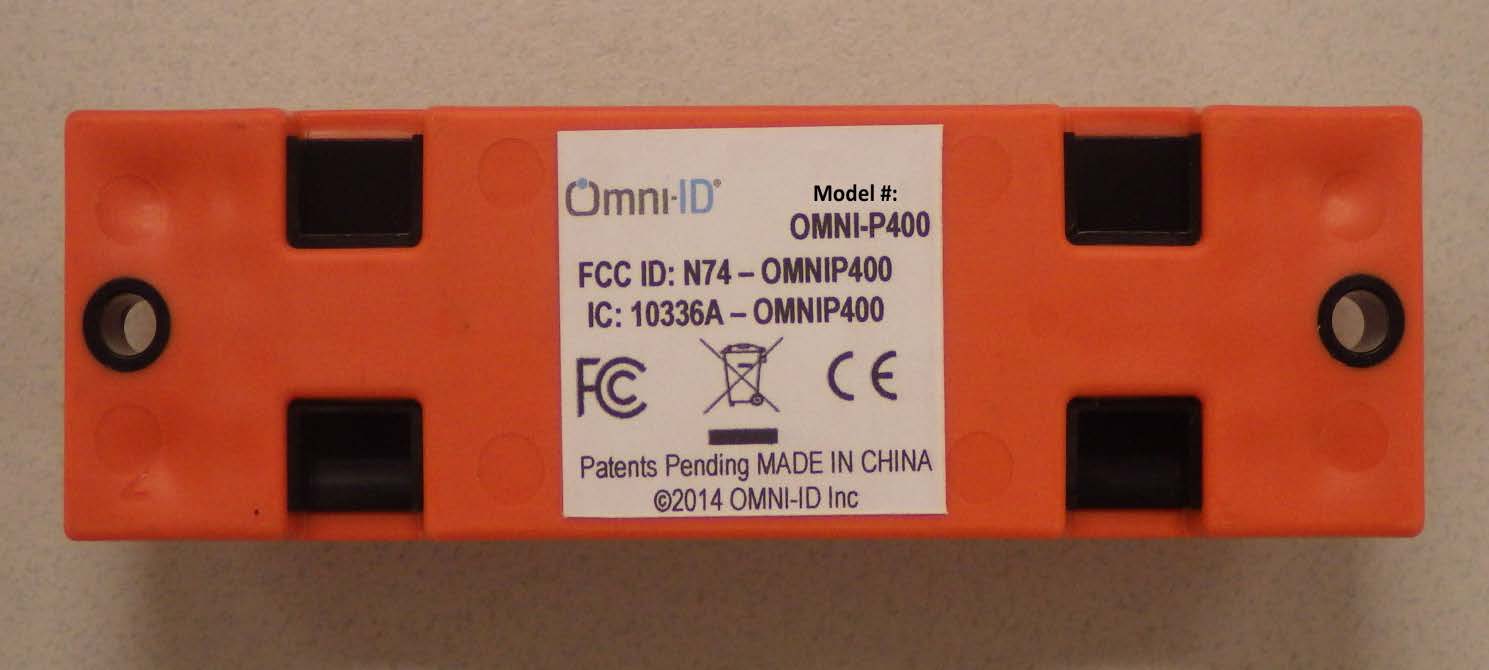 Omni-ID®
Model #:
OMNI-P400
FCC ID: N74 – OMNIP400
IC: 10336A – OMNIP400
FC CE
Patents Pending MADE IN CHINA
©2014 OMNI-ID Inc